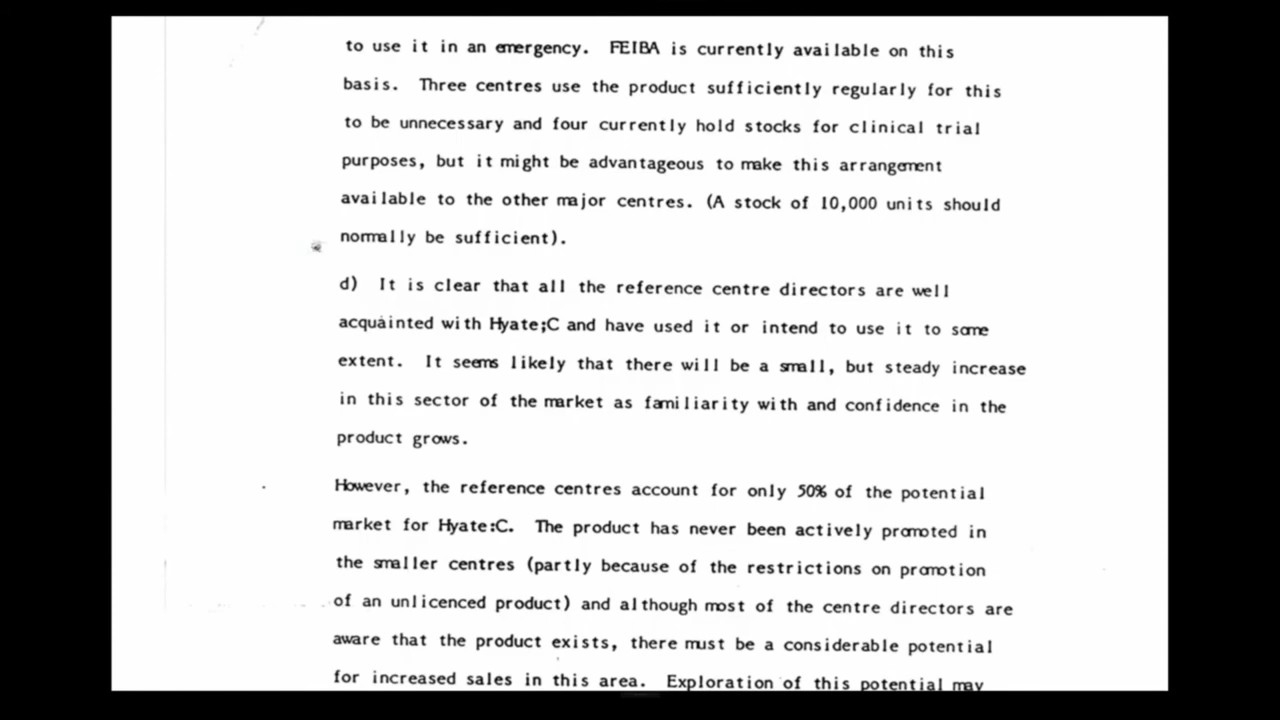 to use it in an emergency. FEIBA is currently available on this
basis. Three centres use the product sufficiently regularly for this
to be unnecessary and four currently hold stocks for clinical trial
purposes, but it might be advantageous to make this arrangement
available to the other major centres. (A stock of 10,000 units should
normally be sufficient).
d) It is clear that all the reference centre directors are well
acquainted with Hyate;C and have used it or intend to use it to some
extent. It seems likely that there will be a small, but steady increase
in this sector of the market as familiarity with and confidence in the
product grows.
However, the reference centres account for only 50% of the potential
market for Hyate:C. The product has never been actively promoted in
the smaller centres (partly because of the restrictions on promotion
of an unlicenced product) and although most of the centre directors are
aware that the product exists, there must be a considerable potential
for increased sales in this area. Exploration of this potential may